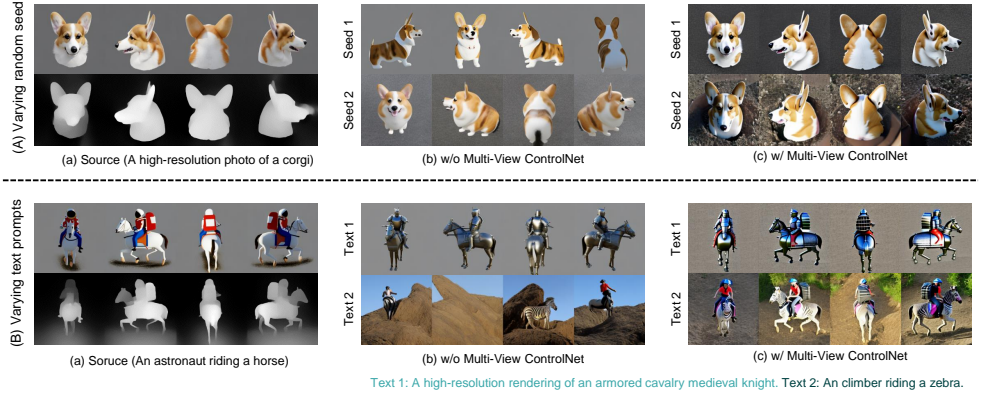 (A) Varying random seed
Seed 1
Seed 2
Seed 1
Seed 2
(a) Source (A high-resolution photo of a corgi)
(b) w/o Multi-View ControlNet
(c) w/ Multi-View ControlNet
(B) Varying text prompts
Text 1
Text 2
Text 1
Text 2
(a) Soruce (An astronaut riding a horse)
(b) w/o Multi-View ControlNet
(c) w/ Multi-View ControlNet
Text 1: A high-resolution rendering of an armored cavalry medieval knight. Text 2: An climber riding a zebra.